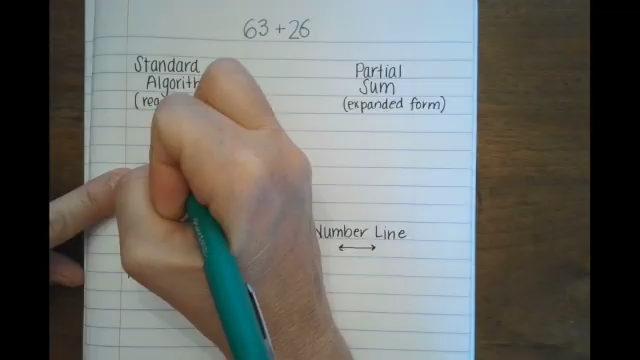 63 + 26
Standard
Partial
Sum
(expanded form)
Number Line